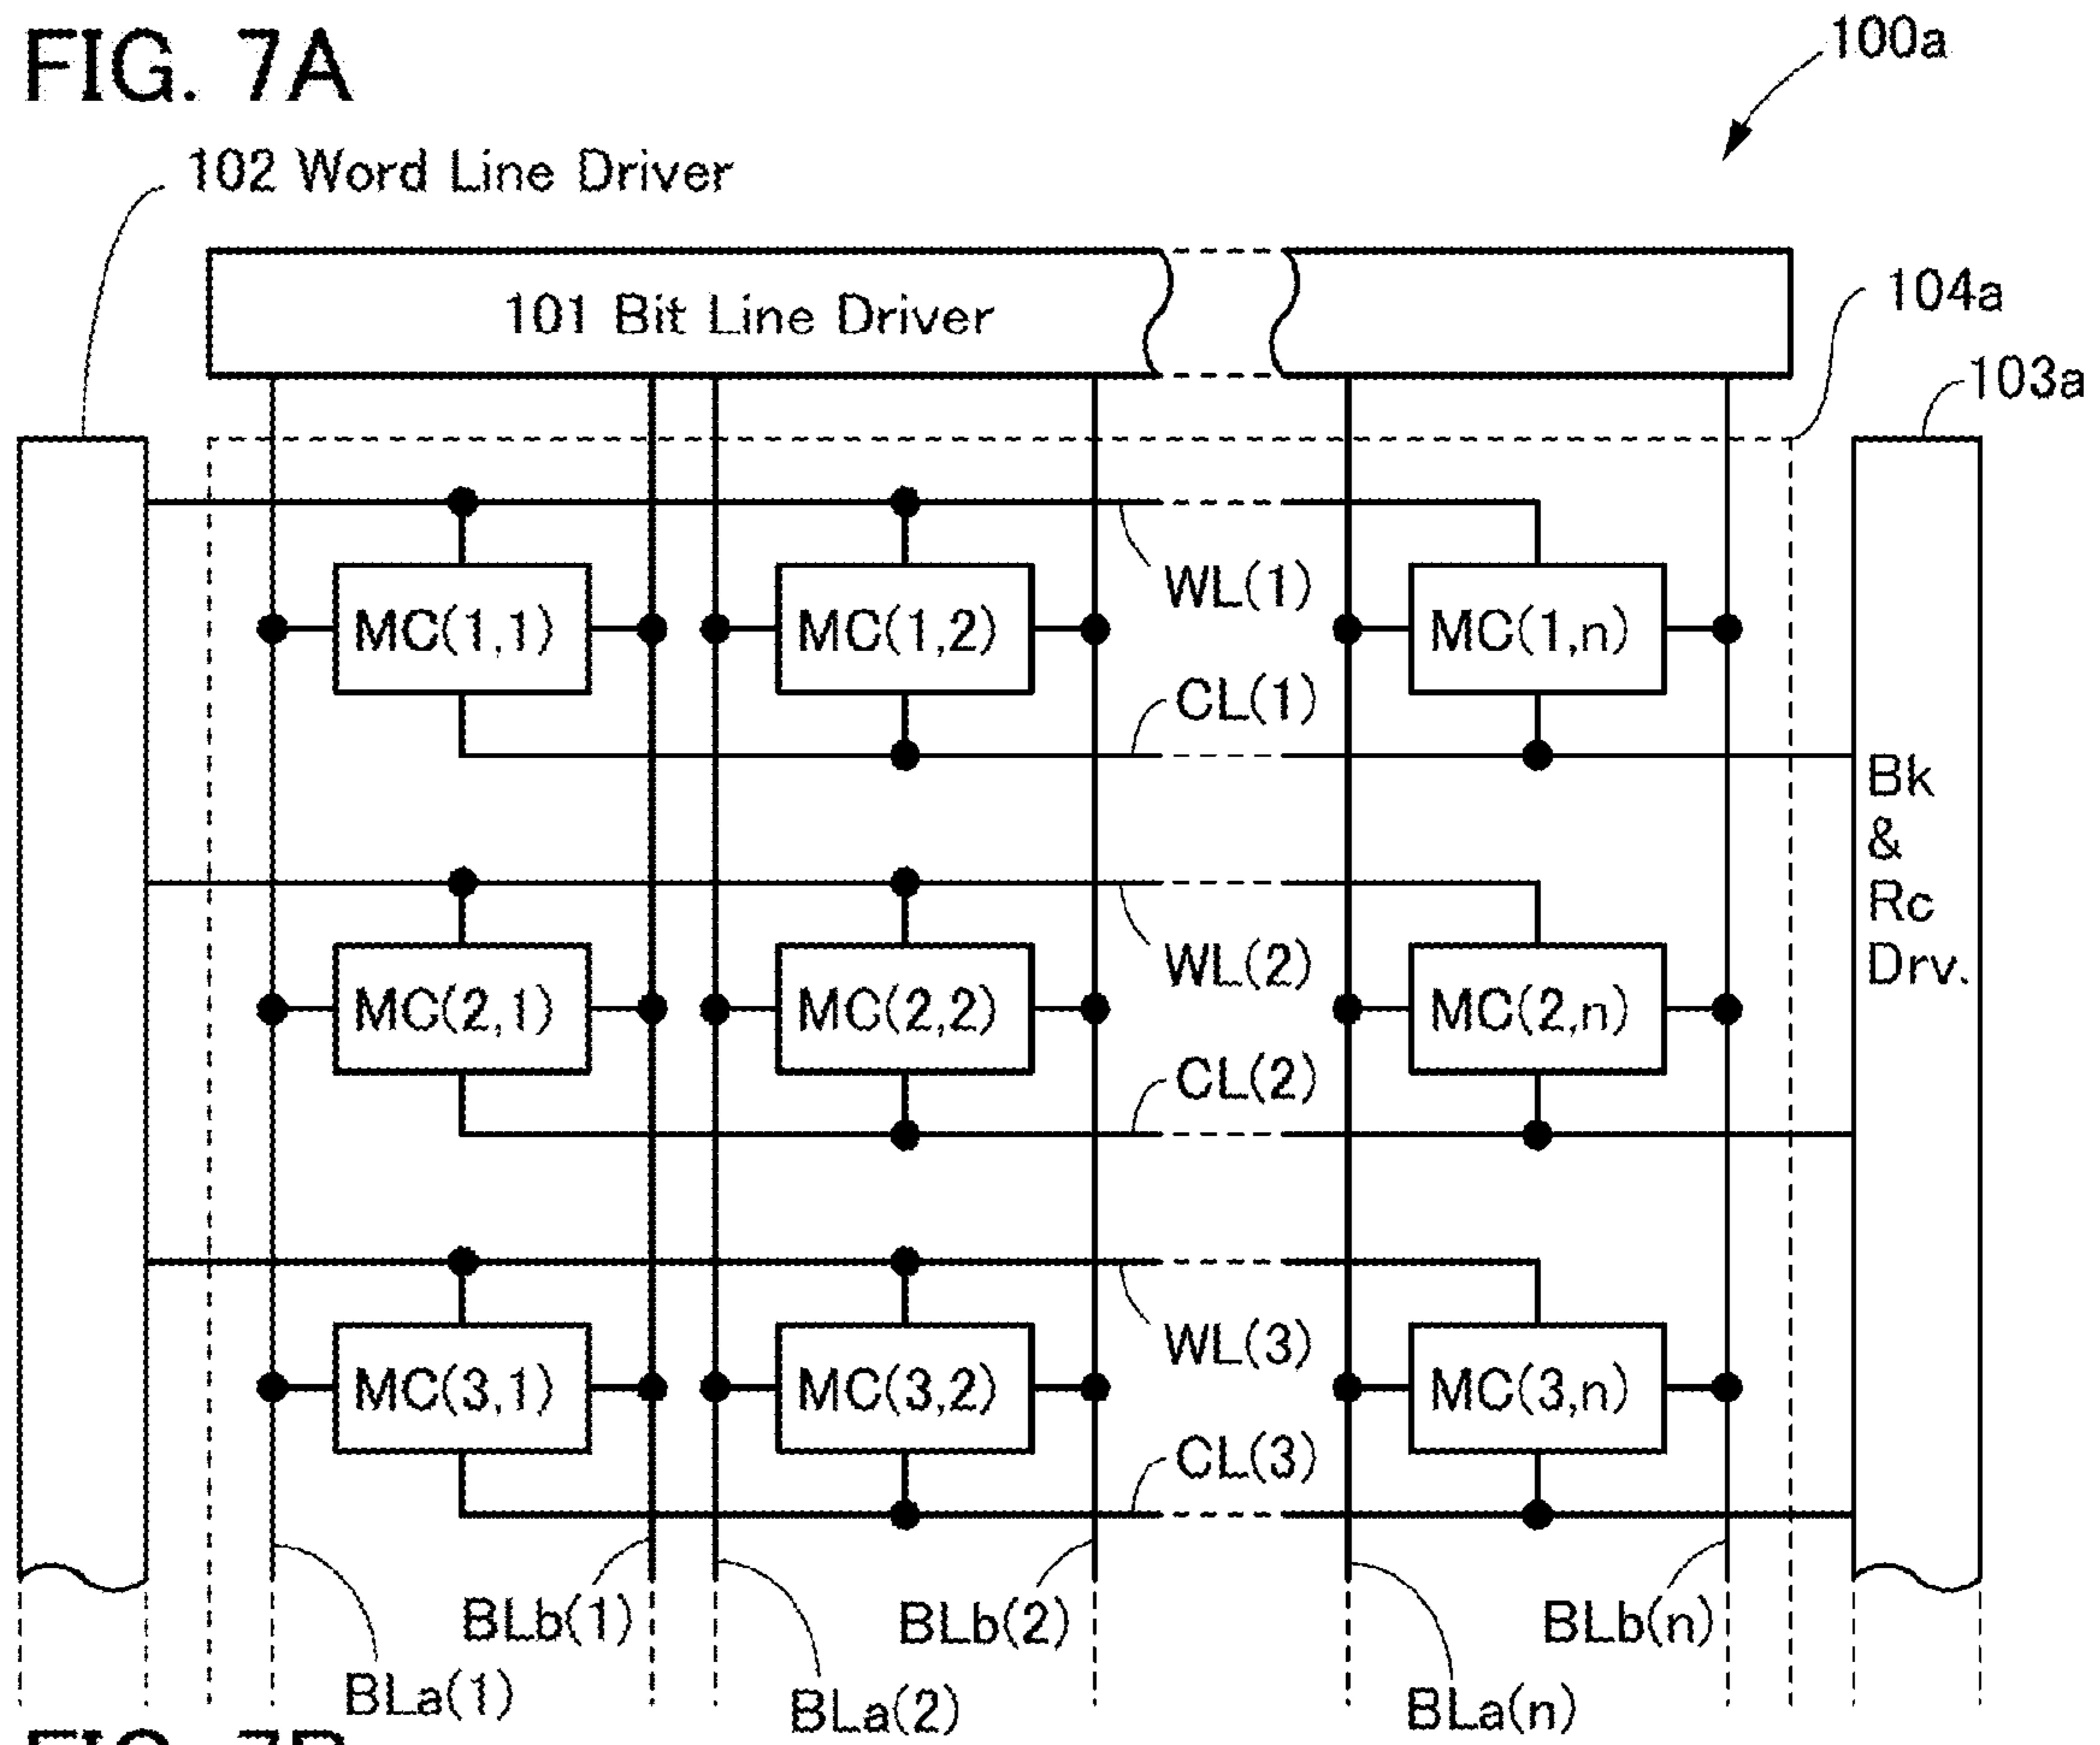 FIG. 7A
100a
102 Word Line Driver
101 Bit Line Driver
104a
103a
WL(1)
MC(1,1)
MC(1,2)
MC(1,n)
CL(1)
Bk
&
Rc
Drv.
WL(2)
MC(2,1)
MC(2,2)
MC(2,n)
CL(2)
WL(3)
MC(3,1)
MC(3,2)
MC(3,n)
CL(3)
BLb(1)
BLb(2)
BLb(n)
BLa(1)
BLa(2)
BLa(n)